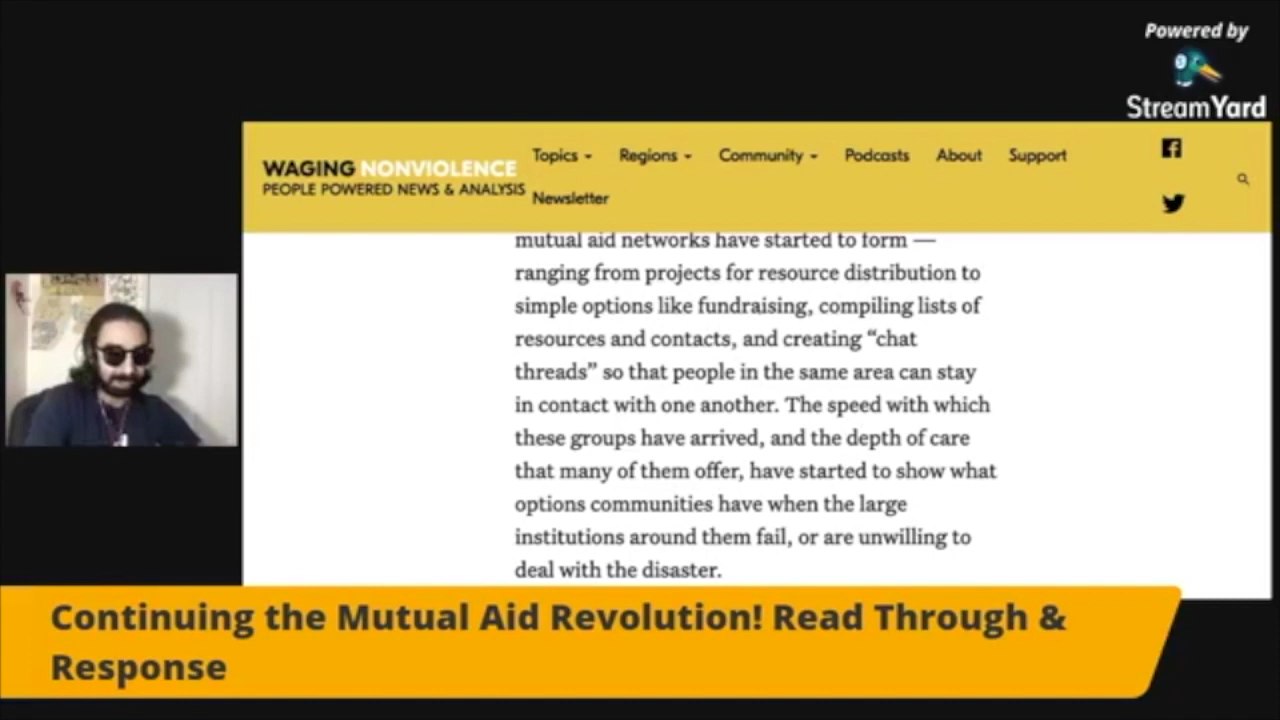 Powered by
StreamYard
WAGING NONVIOLENCE
PEOPLE POWERED NEWS & ANALYSIS
Topics
Regions
Community
Podcasts
About
Support
Newsletter
mutual aid networks have started to form —
ranging from projects for resource distribution to
simple options like fundraising, compiling lists of
resources and contacts, and creating “chat
threads” so that people in the same area can stay
in contact with one another. The speed with which
these groups have arrived, and the depth of care
that many of them offer, have started to show what
options communities have when the large
institutions around them fail, or are unwilling to
deal with the disaster.
Continuing the Mutual Aid Revolution! Read Through &
Response